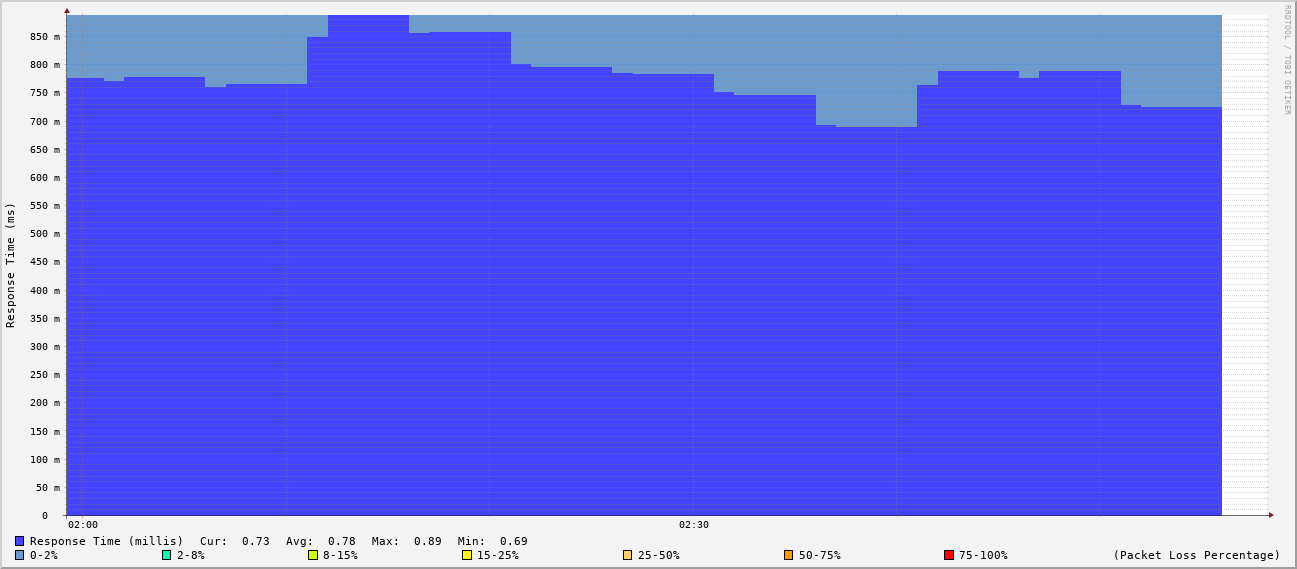 RRDTOOL / TOBI OETIKER
Response Time (ms)
850 m
800 m
750 m
700 m
650 m
600 m
550 m
500 m
450 m
400 m
350 m
300 m
250 m
200 m
150 m
100 m
50 m
0
02:00 02:30
Response Time (millis) Cur: 0.73 Avg: 0.78 Max: 0.89 Min: 0.69
0-2% 2-8% 8-15% 15-25% 25-50% 50-75% 75-100% (Packet Loss Percentage)